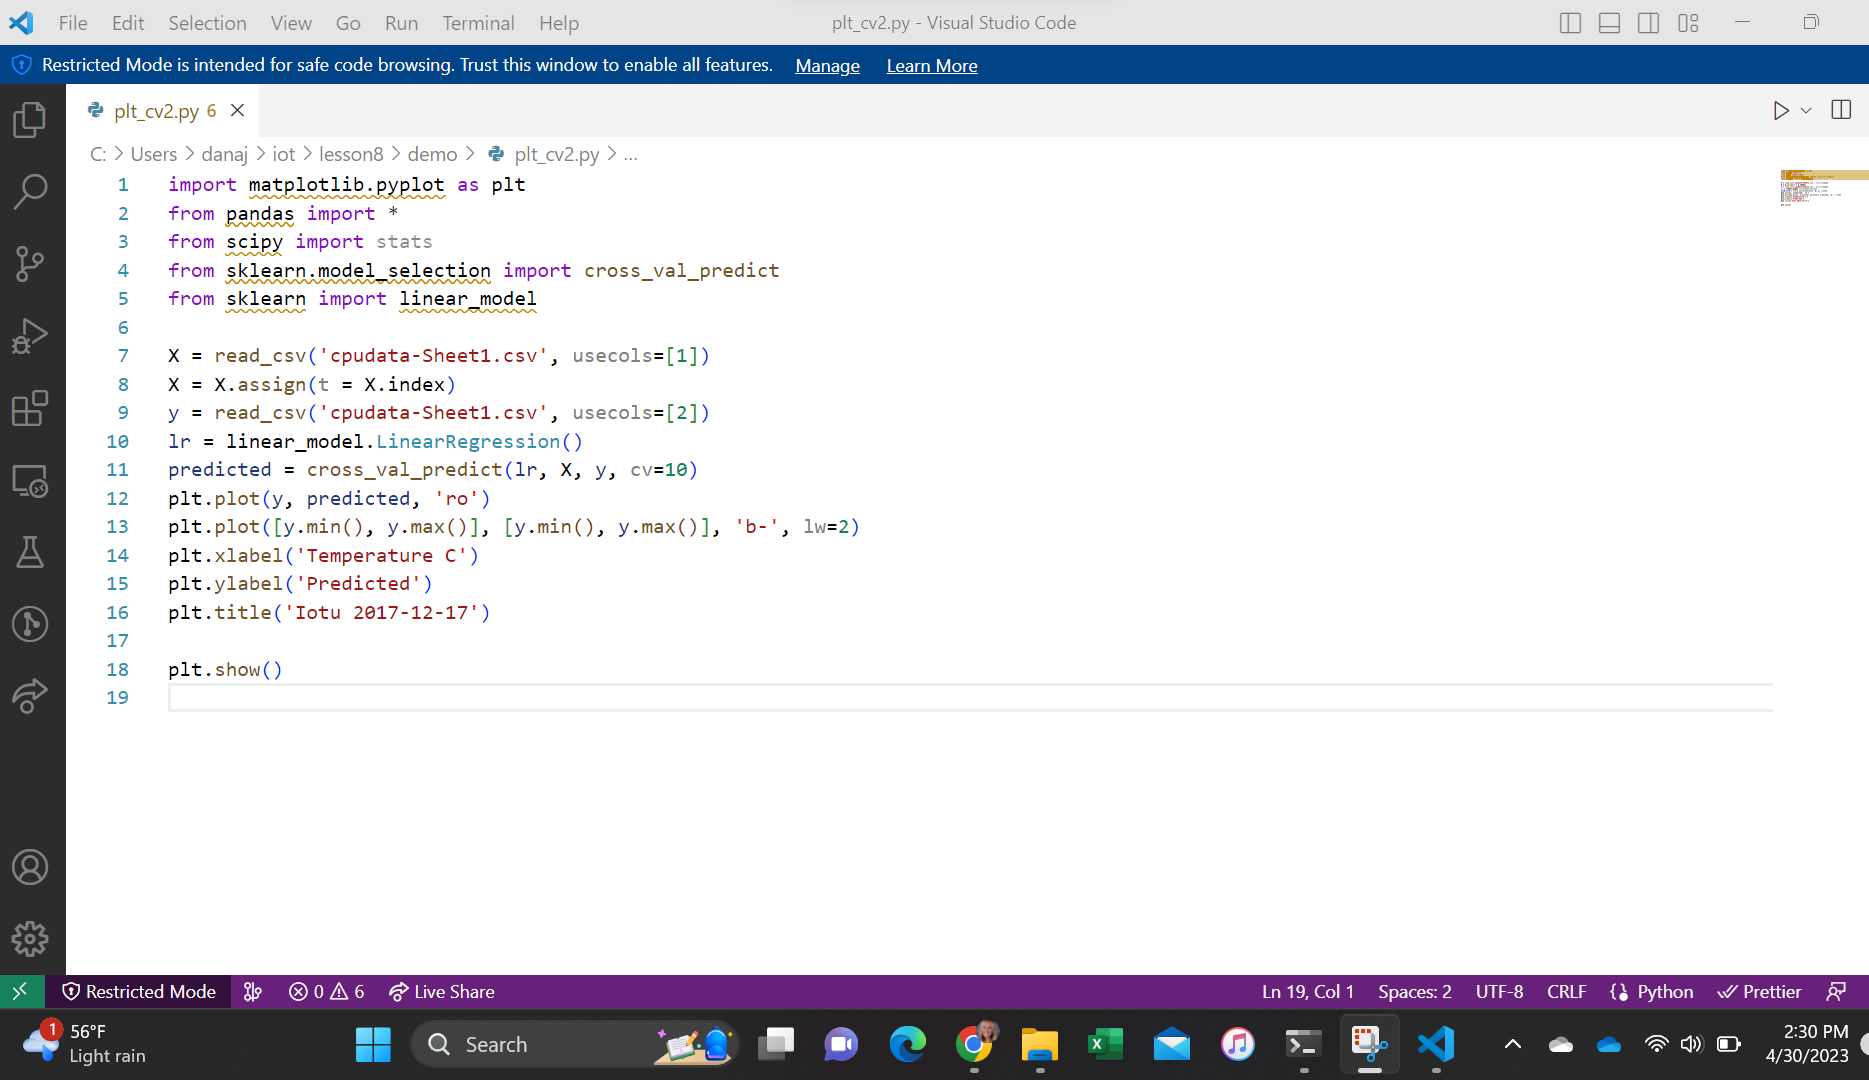 File Edit Selection View Go Run Terminal Help plt_cv2.py - Visual Studio Code
Restricted Mode is intended for safe code browsing. Trust this window to enable all features. Manage Learn More
plt_cv2.py 6
C: > Users > danaj > iot > lesson8 > demo > plt_cv2.py > ...
1 import matplotlib.pyplot as plt
2 from pandas import *
3 from scipy import stats
4 from sklearn.model_selection import cross_val_predict
5 from sklearn import linear_model
6
7 X = read_csv('cpudata-Sheet1.csv', usecols=[1])
8 X = X.assign(t = X.index)
9 y = read_csv('cpudata-Sheet1.csv', usecols=[2])
10 lr = linear_model.LinearRegression()
11 predicted = cross_val_predict(lr, X, y, cv=10)
12 plt.plot(y, predicted, 'ro')
13 plt.plot([y.min(), y.max()], [y.min(), y.max()], 'b-', lw=2)
14 plt.xlabel('Temperature C')
15 plt.ylabel('Predicted')
16 plt.title('Iotu 2017-12-17')
17
18 plt.show()
19
Restricted Mode 0 6 Live Share Ln 19, Col 1 Spaces: 2 UTF-8 CRLF Python Prettier
1 56°F
Light rain
Search
2:30 PM
4/30/2023